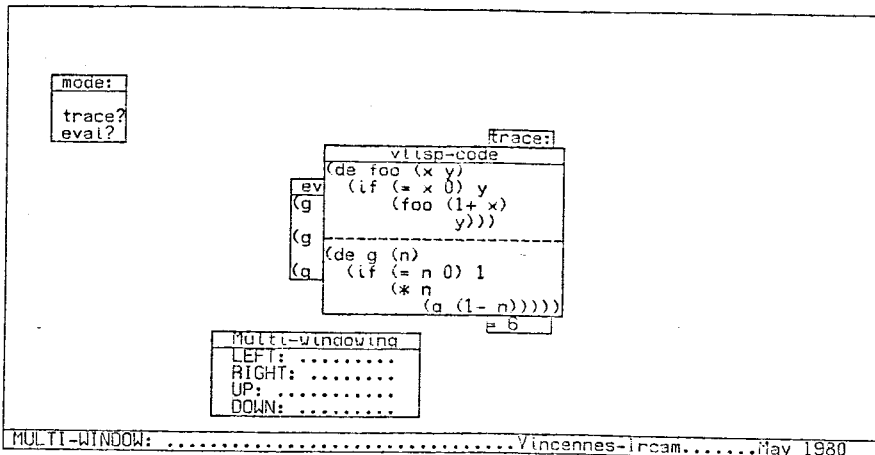 mode:
trace?
eval?
trace:
vlisp-code
(de foo (x y)
(if (= x 0) y
(foo (1+ x)
y)))
ev
(g
(g
(g
(de g (n)
(if (= n 0) 1
(* n
(g (1- n)))))
= 6
Multi-windowing
LEFT: .........
RIGHT: ........
UP: ...........
DOWN: .........
MULTI-WINDOW: ................................Vincennes-ircam.......May 1980